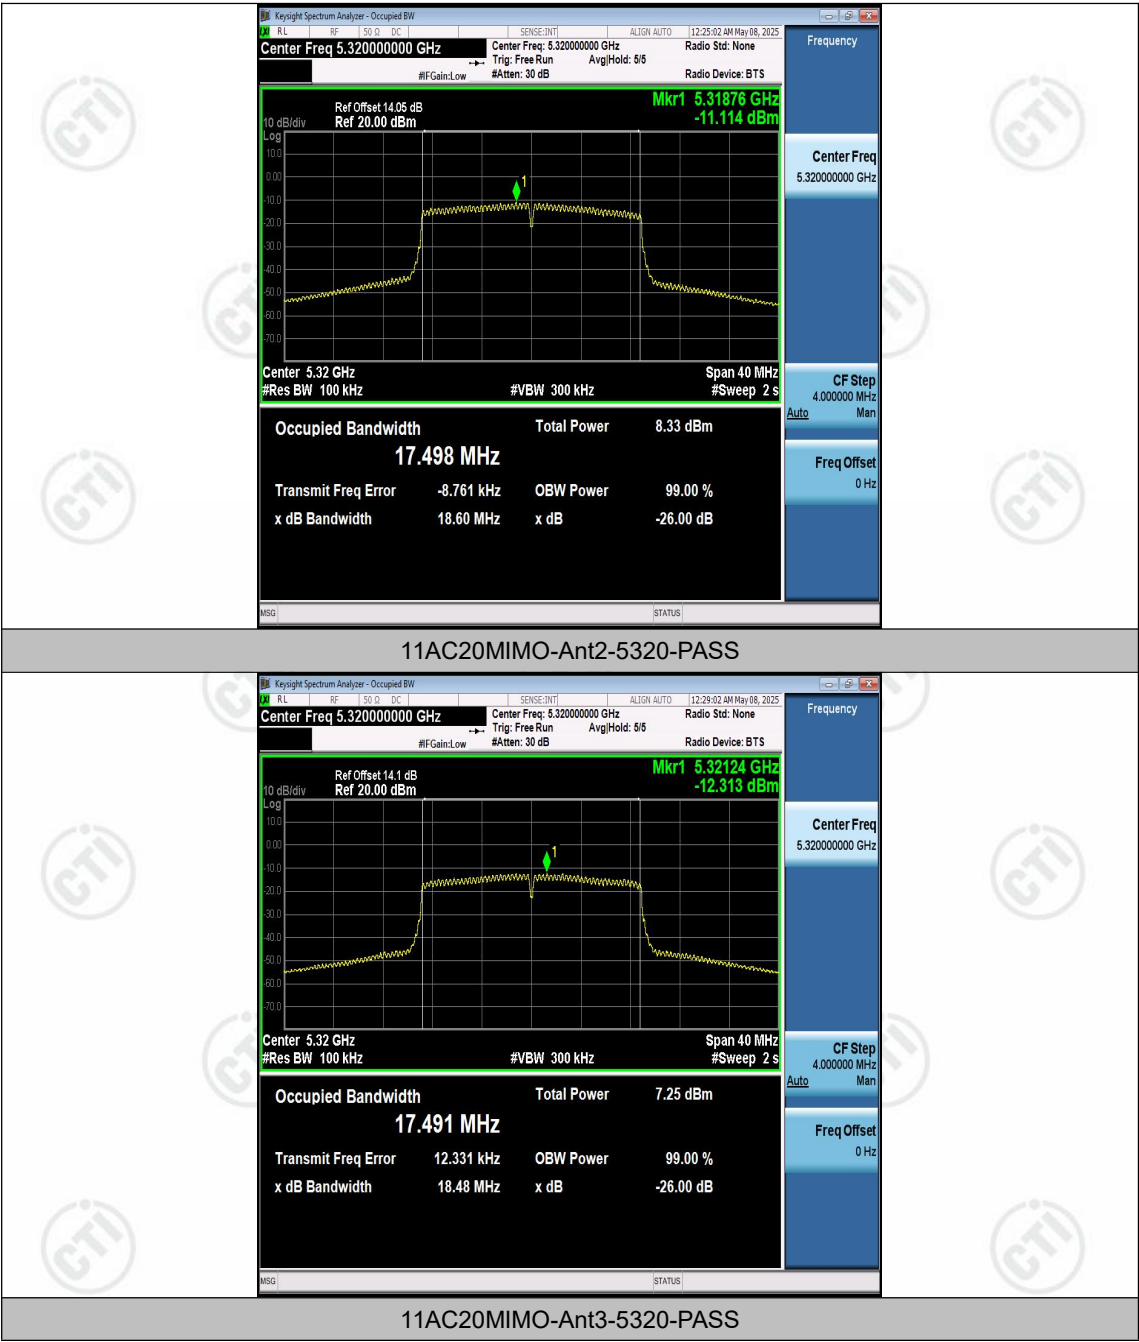 Keysight Spectrum Analyzer - Occupied BW
RL RF 50 Ω DC SENSE:INT ALIGN AUTO 12:25:02 AM May 08, 2025
Center Freq 5.320000000 GHz
Center Freq: 5.320000000 GHz
Radio Std: None
Trig: Free Run Avg|Hold: 5/5
#IFGain:Low
#Atten: 30 dB
Radio Device: BTS
Frequency
Mkr1 5.31876 GHz
-11.114 dBm
Ref Offset 14.05 dB
10 dB/div Ref 20.00 dBm
Log
10.0
0.00
-10.0
-20.0
-30.0
-40.0
-50.0
-60.0
-70.0
1
Center 5.32 GHz Span 40 MHz
#Res BW 100 kHz #VBW 300 kHz #Sweep 2 s
Center Freq
5.320000000 GHz
CF Step
4.000000 MHz
Auto Man
Freq Offset
0 Hz
Occupied Bandwidth Total Power 8.33 dBm
17.498 MHz
Transmit Freq Error -8.761 kHz OBW Power 99.00 %
x dB Bandwidth 18.60 MHz x dB -26.00 dB
MSG STATUS
11AC20MIMO-Ant2-5320-PASS
Keysight Spectrum Analyzer - Occupied BW
RL RF 50 Ω DC SENSE:INT ALIGN AUTO 12:29:02 AM May 08, 2025
Center Freq 5.320000000 GHz
Center Freq: 5.320000000 GHz
Radio Std: None
Trig: Free Run Avg|Hold: 5/5
#IFGain:Low
#Atten: 30 dB
Radio Device: BTS
Frequency
Mkr1 5.32124 GHz
-12.313 dBm
Ref Offset 14.1 dB
10 dB/div Ref 20.00 dBm
Log
10.0
0.00
-10.0
-20.0
-30.0
-40.0
-50.0
-60.0
-70.0
1
Center 5.32 GHz Span 40 MHz
#Res BW 100 kHz #VBW 300 kHz #Sweep 2 s
Center Freq
5.320000000 GHz
CF Step
4.000000 MHz
Auto Man
Freq Offset
0 Hz
Occupied Bandwidth Total Power 7.25 dBm
17.491 MHz
Transmit Freq Error 12.331 kHz OBW Power 99.00 %
x dB Bandwidth 18.48 MHz x dB -26.00 dB
MSG STATUS
11AC20MIMO-Ant3-5320-PASS
CTI
CTI
CTI
CTI
CTI
CTI
CTI
CTI